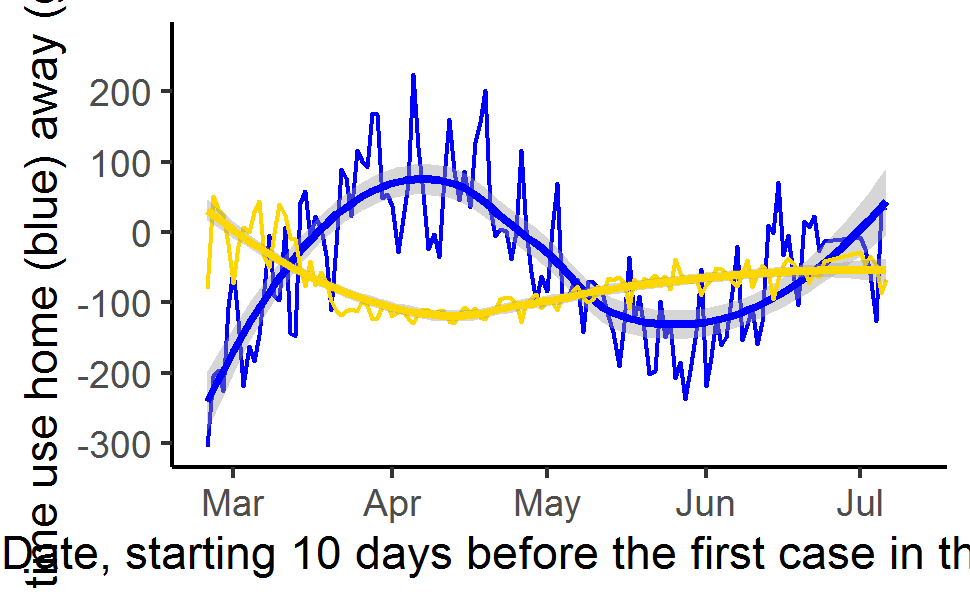 time use home (blue) away (
200
100
0
-100
-200
-300
Mar Apr May Jun Jul
Date, starting 10 days before the first case in th